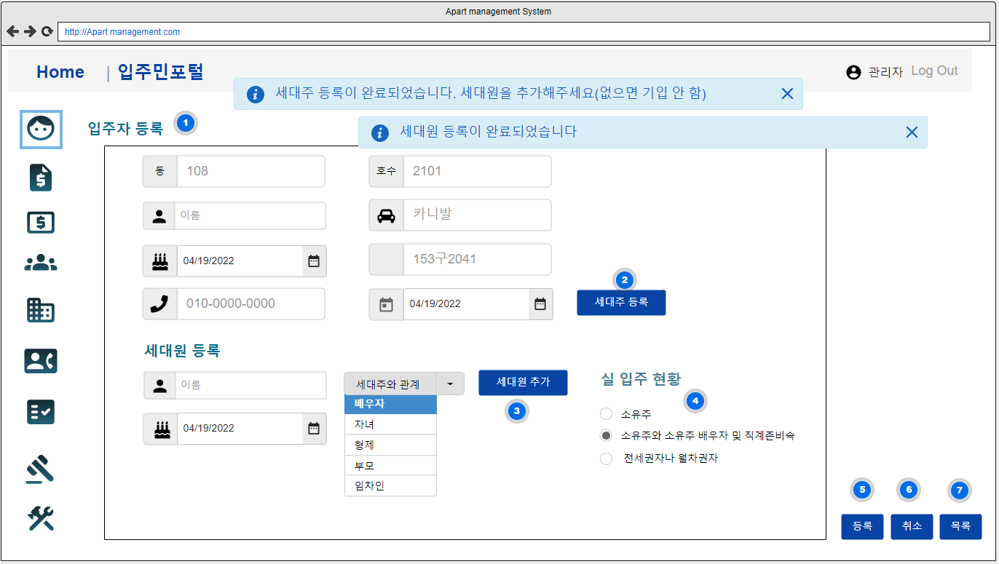 Apart management System
http://Apart management.com
Home | 입주민포털
관리자 Log Out
세대주 등록이 완료되었습니다. 세대원을 추가해주세요(없으면 기입 안 함)
입주자 등록 1
세대원 등록이 완료되었습니다
동 108
호수 2101
이름
카니발
04/19/2022
153구2041
2
010-0000-0000
04/19/2022
세대주 등록
세대원 등록
이름
세대주와 관계
세대원 추가
실 입주 현황
배우자
3
4
자녀
소유주
04/19/2022
형제
소유주와 소유주 배우자 및 직계존비속
부모
전세권자나 월차권자
임차인
5 6 7
등록 취소 목록